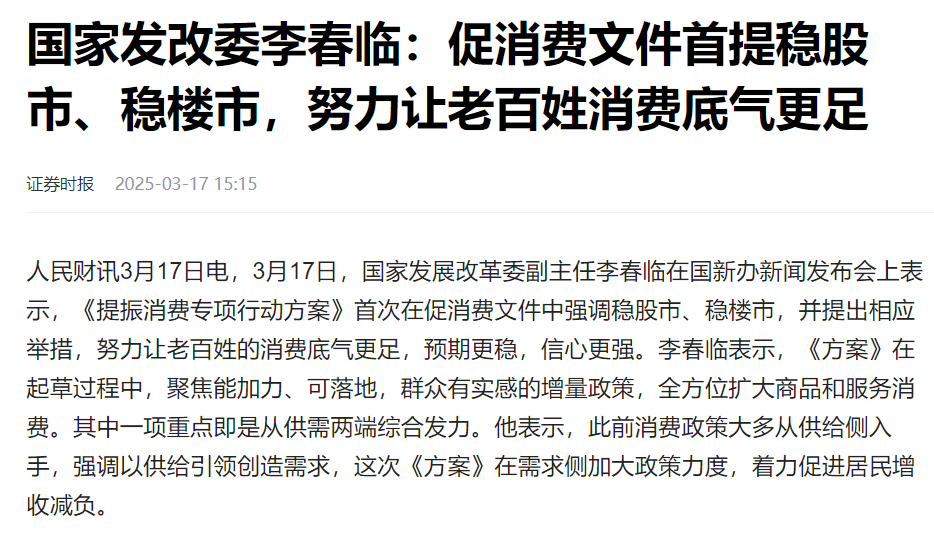 国家发改委李春临：促消费文件首提稳股
市、稳楼市，努力让老百姓消费底气更足
证券时报 2025-03-17 15:15
人民财讯3月17日电，3月17日，国家发展改革委副主任李春临在国新办新闻发布会上表
示，《提振消费专项行动方案》首次在促消费文件中强调稳股市、稳楼市，并提出相应
举措，努力让老百姓的消费底气更足，预期更稳，信心更强。李春临表示，《方案》在
起草过程中，聚焦能加力、可落地，群众有实感的增量政策，全方位扩大商品和服务消
费。其中一项重点即是从供需两端综合发力。他表示，此前消费政策大多从供给侧入
手，强调以供给引领创造需求，这次《方案》在需求侧加大政策力度，着力促进居民增
收减负。